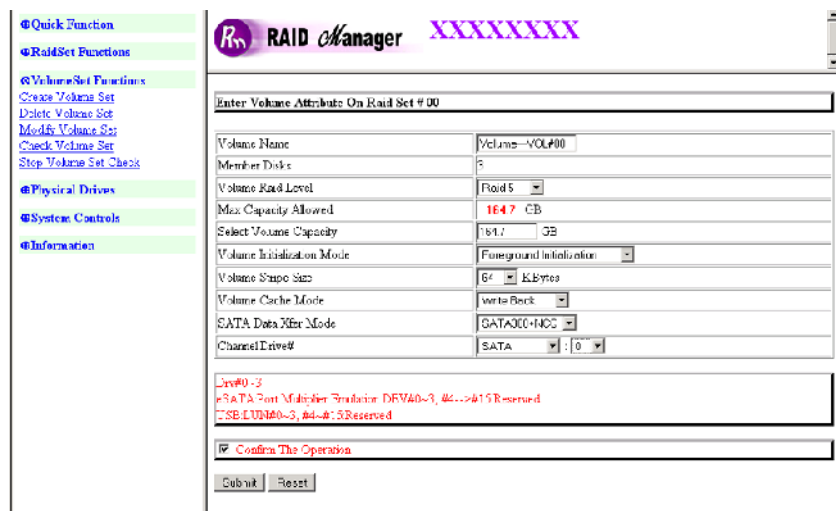 Quick Function
RaidSet Functions
VolumeSet Functions
Create Volume Set
Delete Volume Set
Modify Volume Set
Check Volume Set
Stop Volume Set Check
Physical Drives
System Controls
Information
Rm RAID Manager XXXXXXXX
Enter Volume Attribute On Raid Set # 00
Volume Name Volume---VOL#00
Member Disks 3
Volume Raid Level Raid 5
Max Capacity Allowed 164.7 GB
Select Volume Capacity 164.7 GB
Volume Initialization Mode Foreground Initialization
Volume Stripe Size 64 KBytes
Volume Cache Mode Write Back
SATA Data Xfer Mode SATA300+NCQ
Channel:Drive# SATA : 0
Drv#0~3
eSATA Port Multiplier Emulation DEV#0~3, #4-->#15:Reserved
USB:LUN#0~3, #4~#15:Reserved
Confirm The Operation
Submit Reset